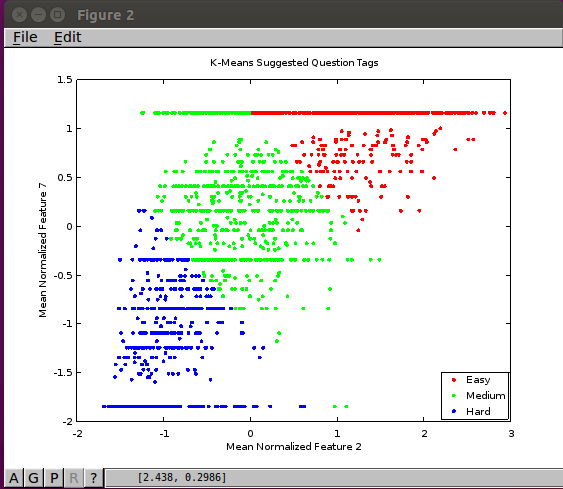 Figure 2
File Edit
K-Means Suggested Question Tags
1.5
1
0.5
0
-0.5
-1
-1.5
-2
Mean Normalized Feature 7
-2 -1 0 1 2 3
Mean Normalized Feature 2
Easy
Medium
Hard
A G P R ? [2.438, 0.2986]